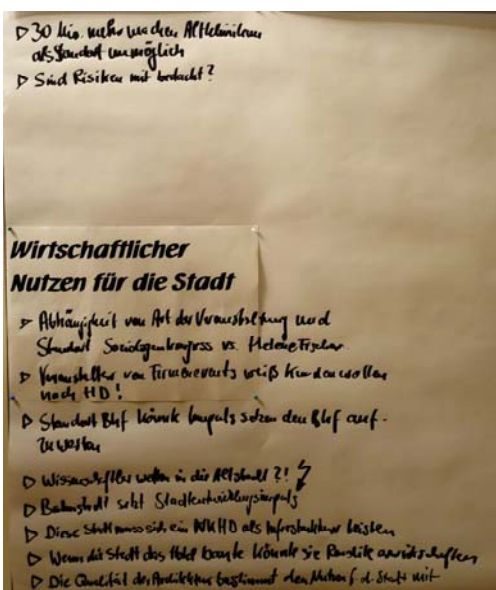 ▷ 30 Mio. mehr machen Altklinikum
als Standort unmöglich
▷ Sind Risiken mit bedacht?
Wirtschaftlicher
Nutzen für die Stadt
▷ Abhängigkeit von Art der Veranstaltung und
Standort Soziologenkongress vs. Helene Fischer
▷ Veranstalter von Firmenevents weiß Kunden wollen
nach HD!
▷ Standort Bhf könnte Impuls setzen den Bhf auf-
zuwerten
▷ Wissenschaftler wollen in die Altstadt?!
▷ Bahnstadt setzt Stadtentwicklungsimpuls
▷ Diese Stadt muss sich ein KKHD als Infrastruktur leisten
▷ Wenn die Stadt das Hotel baute könnte sie Rendite erwirtschaften
▷ Die Qualität der Architektur bestimmt den Nutzen f. d. Stadt mit